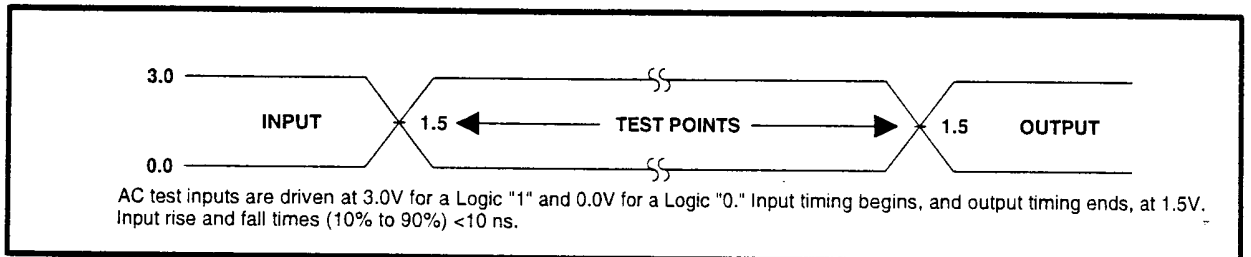 3.0
INPUT 1.5 TEST POINTS 1.5 OUTPUT
0.0
AC test inputs are driven at 3.0V for a Logic "1" and 0.0V for a Logic "0." Input timing begins, and output timing ends, at 1.5V.
Input rise and fall times (10% to 90%) <10 ns.